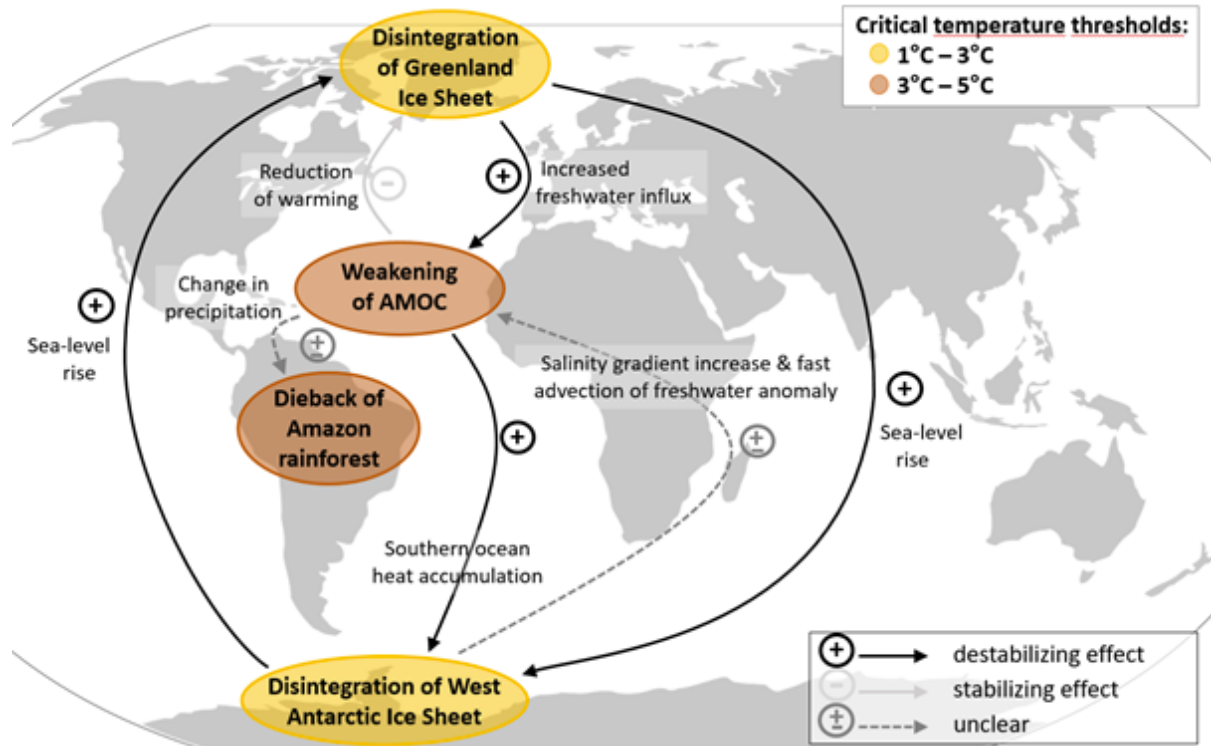 Disintegration
of Greenland
Ice Sheet
Critical temperature thresholds:
1°C – 3°C
3°C – 5°C
Reduction
of warming
−
+
Increased
freshwater influx
Weakening
of AMOC
Change in
precipitation
±
+
Sea-level
rise
Dieback of
Amazon
rainforest
Salinity gradient increase & fast
advection of freshwater anomaly
+
±
+
Sea-level
rise
Southern ocean
heat accumulation
Disintegration of West
Antarctic Ice Sheet
+ destabilizing effect
− stabilizing effect
± unclear